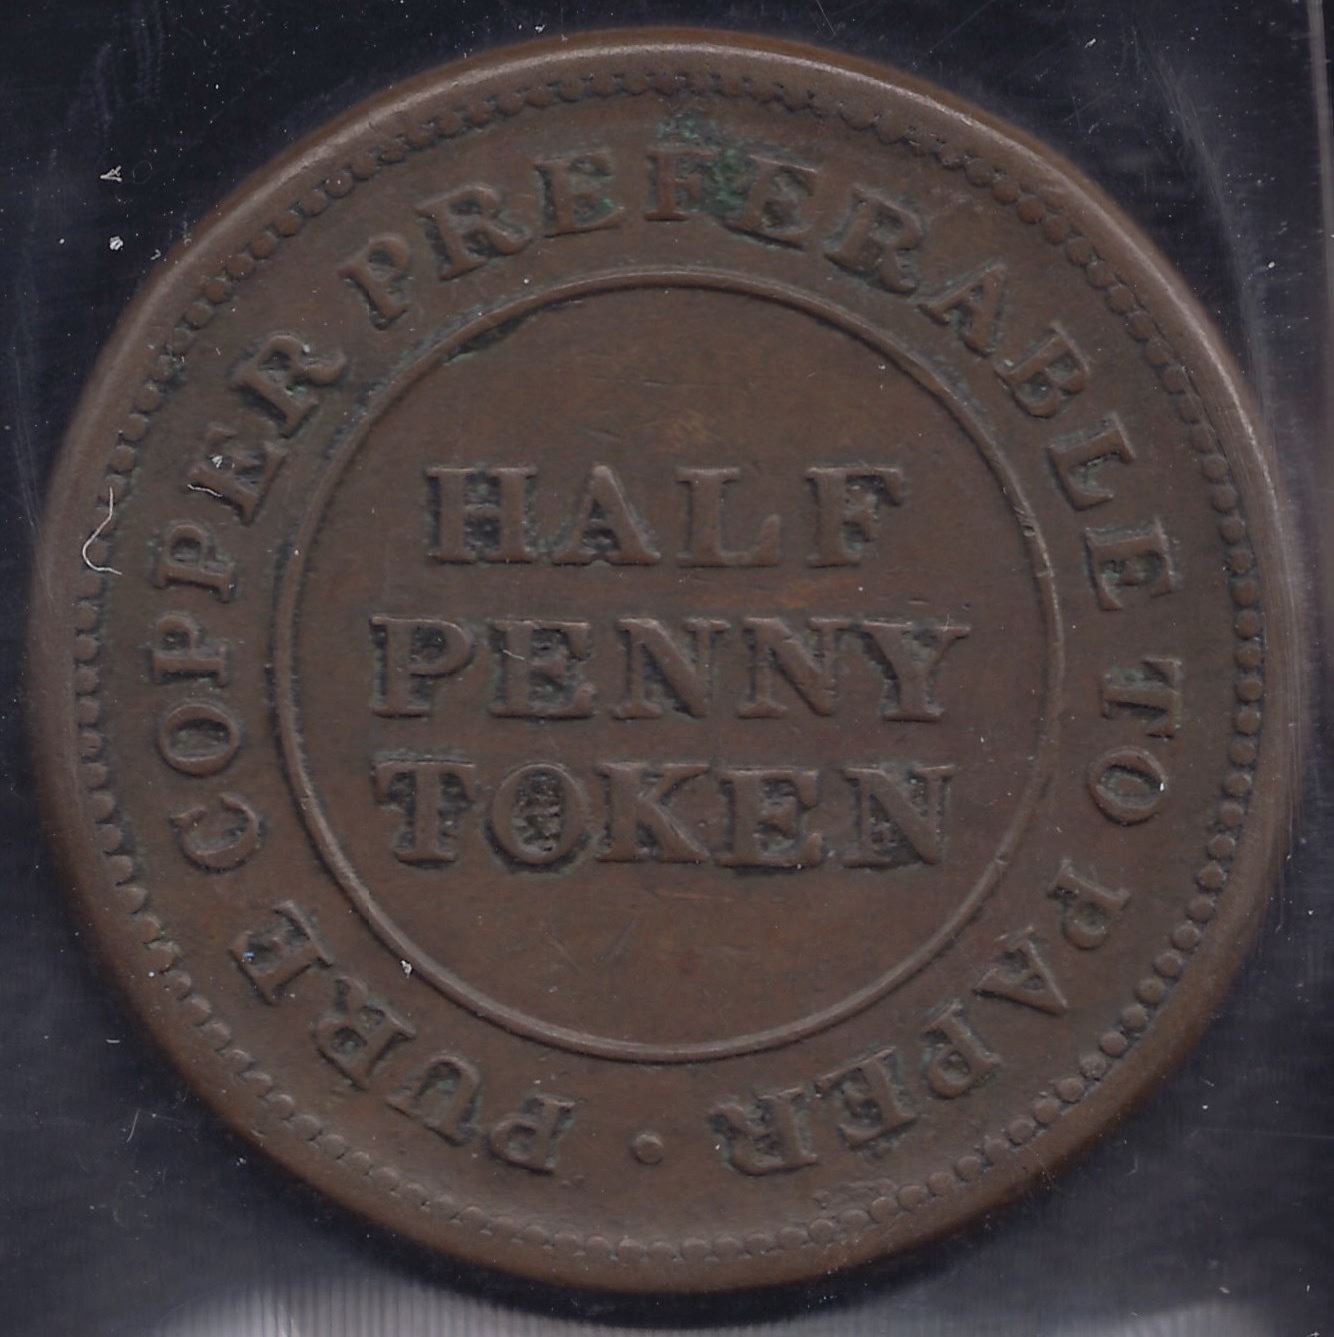 PURE COPPER PREFERABLE TO PAPER
HALF
PENNY
TOKEN